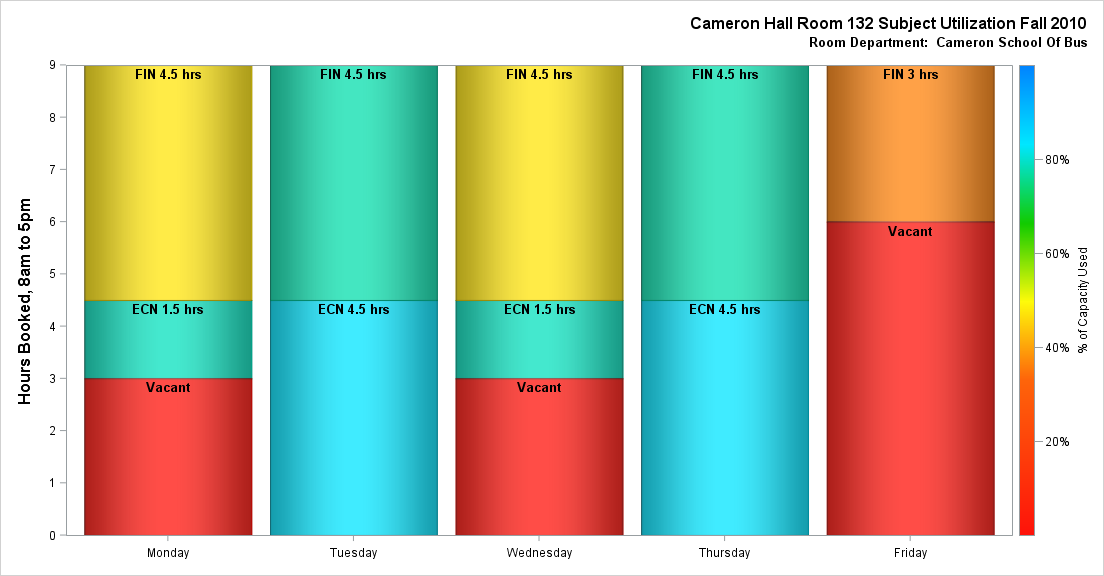 Cameron Hall Room 132 Subject Utilization Fall 2010
Room Department:  Cameron School Of Bus
Hours Booked, 8am to 5pm
9
8
7
6
5
4
3
2
1
0
FIN 4.5 hrs
ECN 1.5 hrs
Vacant
FIN 4.5 hrs
ECN 4.5 hrs
FIN 4.5 hrs
ECN 1.5 hrs
Vacant
FIN 4.5 hrs
ECN 4.5 hrs
FIN 3 hrs
Vacant
Monday
Tuesday
Wednesday
Thursday
Friday
80%
60%
40%
20%
% of Capacity Used